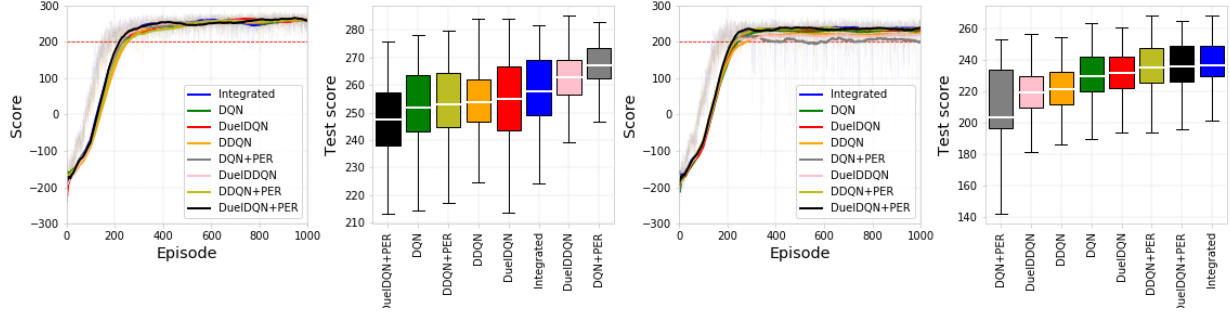 Score
300
200
100
0
−100
−200
−300
0
200
400
600
800
1000
Episode
Integrated
DQN
DuelDQN
DDQN
DQN+PER
DuelDDQN
DDQN+PER
DuelDQN+PER
Test score
280
270
260
250
240
230
220
210
DuelDQN+PER
DQN
DDQN+PER
DDQN
DuelDQN
Integrated
DuelDDQN
DQN+PER
Score
300
200
100
0
−100
−200
−300
0
200
400
600
800
1000
Episode
Integrated
DQN
DuelDQN
DDQN
DQN+PER
DuelDDQN
DDQN+PER
DuelDQN+PER
Test score
260
240
220
200
180
160
140
DQN+PER
DuelDDQN
DDQN
DQN
DuelDQN
DDQN+PER
DuelDQN+PER
Integrated